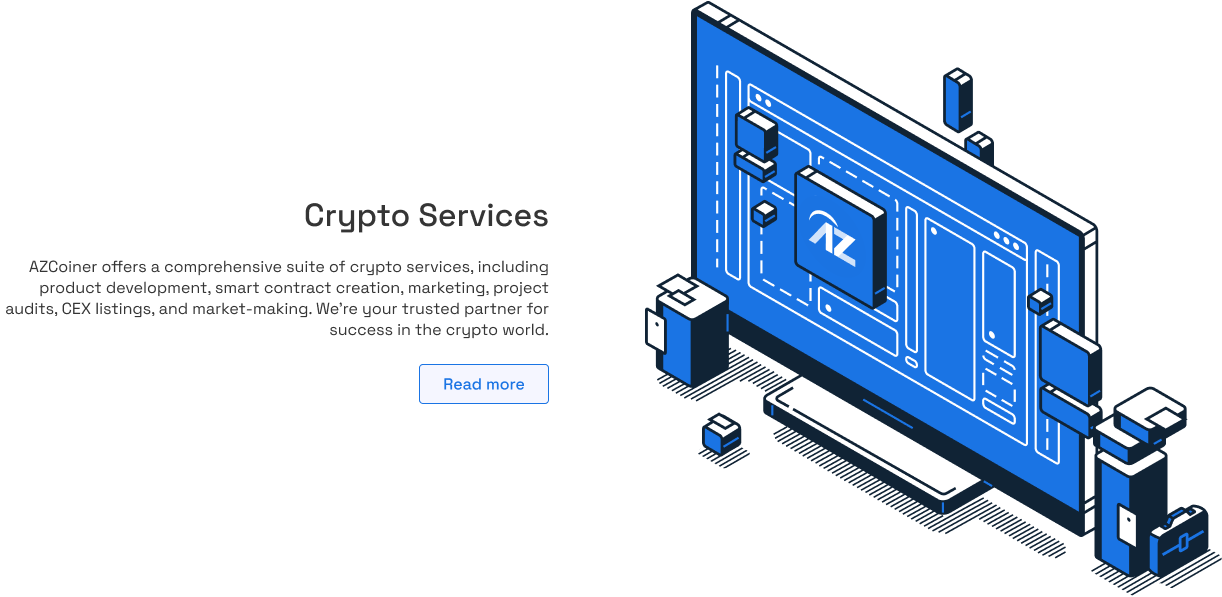 Crypto Services
AZCoiner offers a comprehensive suite of crypto services, including
product development, smart contract creation, marketing, project
audits, CEX listings, and market-making. We're your trusted partner for
success in the crypto world.
Read more
AZ